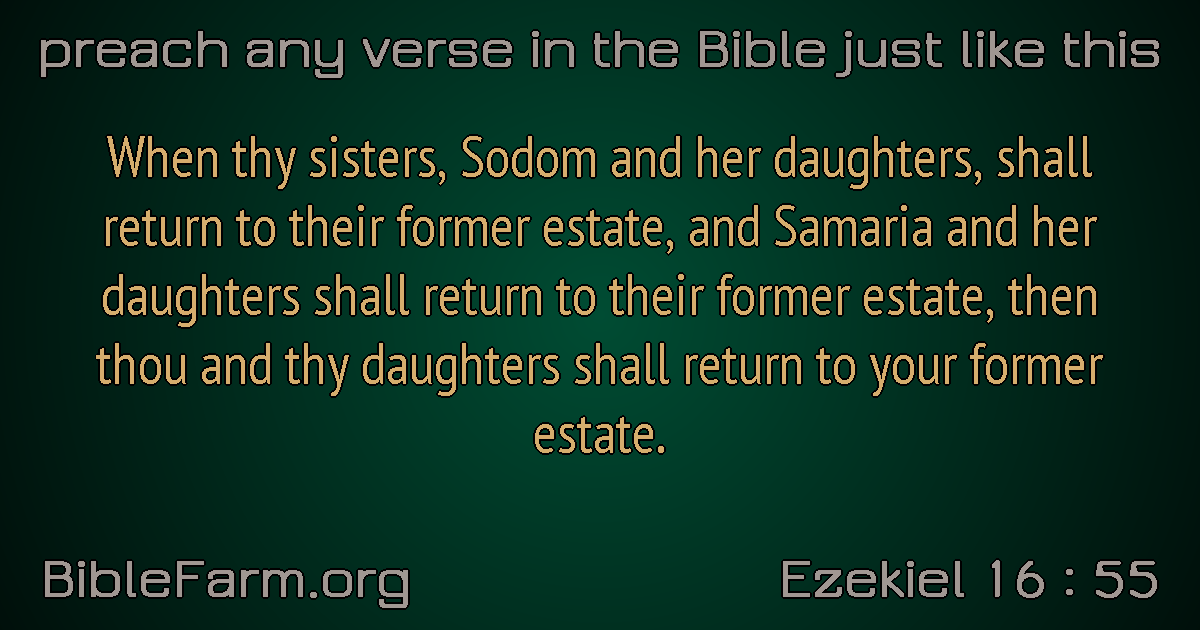 preach any verse in the Bible just like this
When thy sisters, Sodom and her daughters, shall
return to their former estate, and Samaria and her
daughters shall return to their former estate, then
thou and thy daughters shall return to your former
estate.
BibleFarm.org
Ezekiel 16 : 55